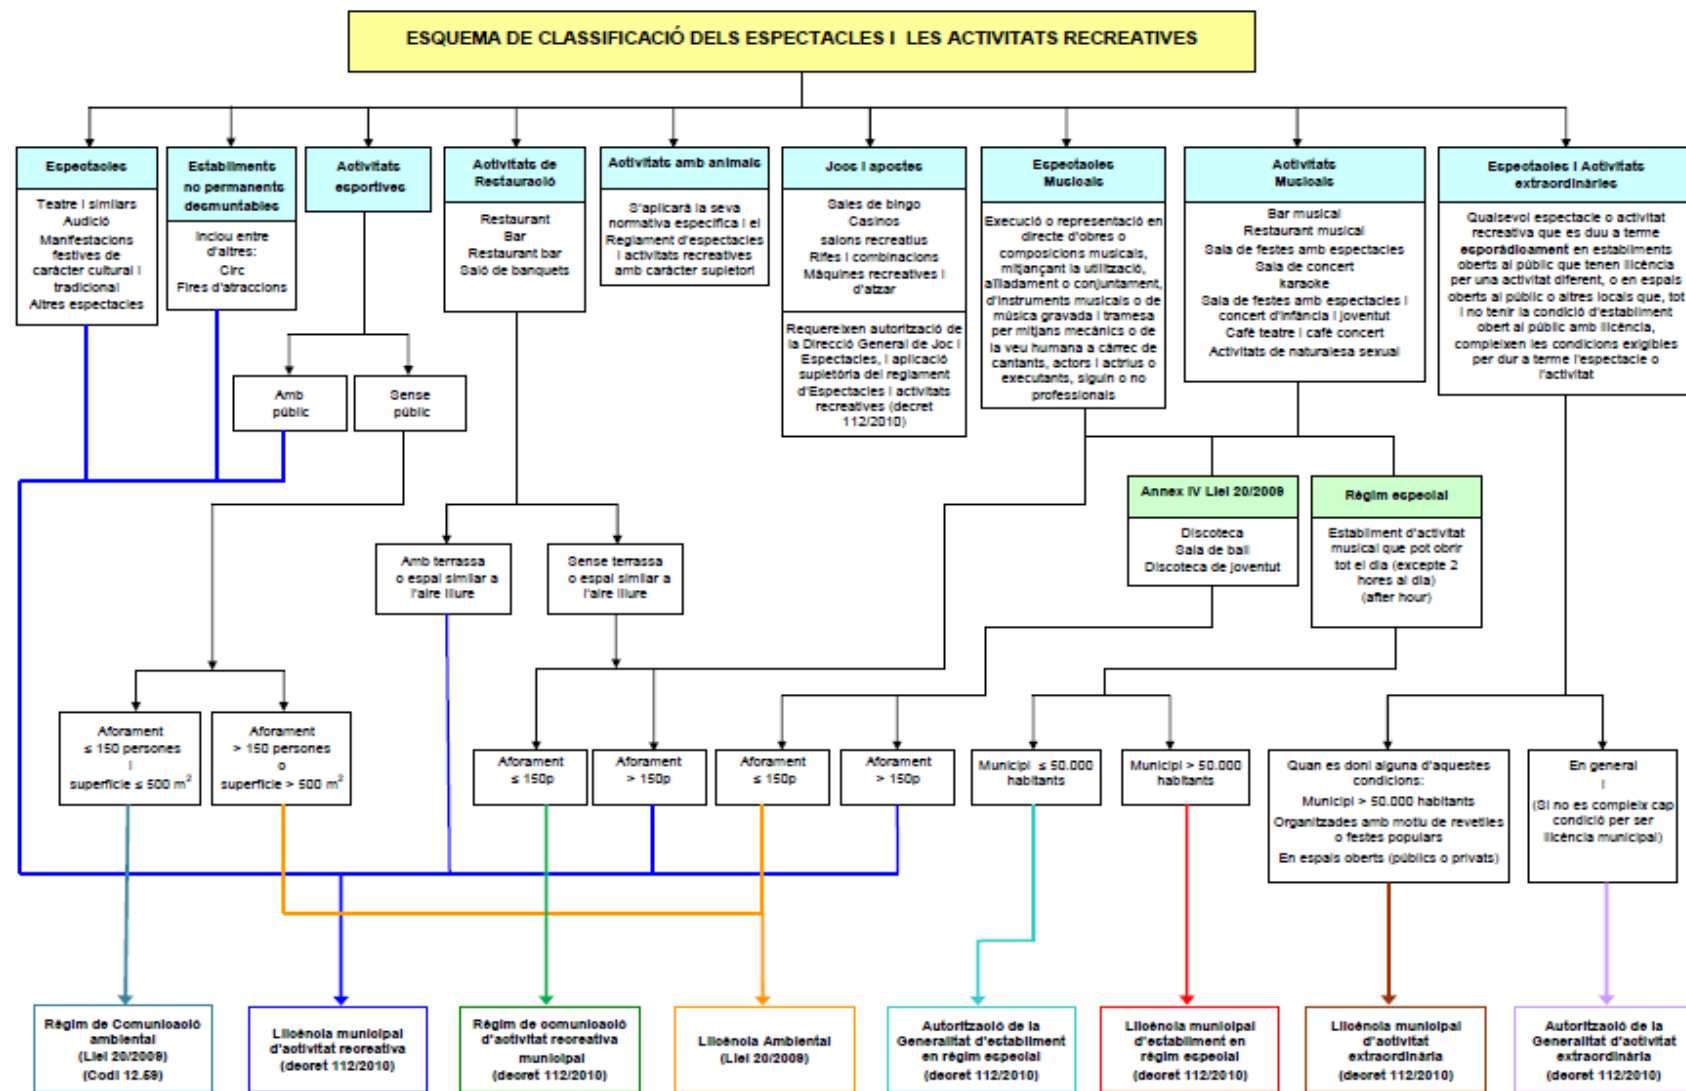 ESQUEMA DE CLASSIFICACIÓ DELS ESPECTACLES I LES ACTIVITATS RECREATIVES
Espectacles
Teatre i similars
Audició
Manifestacions
festives de
caràcter cultural i
tradicional
Altres espectacles
Establiments
no permanents
desmuntables
Inclou entre
d'altres:
Circ
Fires d'atraccions
Activitats
esportives
Activitats de
Restauració
Restaurant
Bar
Restaurant bar
Saló de banquets
Activitats amb animals
S'aplicarà la seva
normativa específica i el
Reglament d'espectacles
i activitats recreatives
amb caràcter supletori
Jocs i apostes
Sales de bingo
Casinos
salons recreatius
Rifes i combinacions
Màquines recreatives i
d'atzar
Requereixen autorització de
la Direcció General de Joc i
Espectacles, i aplicació
supletòria del reglament
d'Espectacles i activitats
recreatives (decret
112/2010)
Espectacles
Musicals
Execució o representació en
directe d'obres o
composicions musicals,
mitjançant la utilització,
aïlladament o conjuntament,
d'instruments musicals o de
música gravada i tramesa
per mitjans mecànics o de
la veu humana a càrrec de
cantants, actors i actrius o
executants, siguin o no
professionals
Activitats
Musicals
Bar musical
Restaurant musical
Sala de festes amb espectacles
Sala de concert
karaoke
Sala de festes amb espectacles i
concert d'infància i joventut
Cafè teatre i cafè concert
Activitats de naturalesa sexual
Espectacles i Activitats
extraordinàries
Qualsevol espectacle o activitat
recreativa que es duu a terme
esporàdicament en establiments
oberts al públic que tenen llicència
per una activitat diferent, o en espais
oberts al públic o altres locals que, tot
i no tenir la condició d'establiment
obert al públic amb llicència,
compleixen les condicions exigibles
per dur a terme l'espectacle o
l'activitat
Amb
públic
Sense
públic
Annex IV Llei 20/2009
Discoteca
Sala de ball
Discoteca de joventut
Règim especial
Establiment d'activitat
musical que pot obrir
tot el dia (excepte 2
hores al dia)
(after hour)
Amb terrassa
o espai similar a
l'aire lliure
Sense terrassa
o espai similar a
l'aire lliure
Aforament
≤ 150 persones
i
superfície ≤ 500 m²
Aforament
> 150 persones
o
superfície > 500 m²
Aforament
≤ 150p
Aforament
> 150p
Aforament
≤ 150p
Aforament
> 150p
Municipi ≤ 50.000
habitants
Municipi > 50.000
habitants
Quan es doni alguna d'aquestes
condicions:
Municipi > 50.000 habitants
Organitzades amb motiu de revetlles
o festes populars
En espais oberts (públics o privats)
En general
i
(Si no es compleix cap
condició per ser
llicència municipal)
Règim de Comunicació
ambiental
(Llei 20/2009)
(Codi 12.59)
Llicència municipal
d'activitat recreativa
(decret 112/2010)
Règim de comunicació
d'activitat recreativa
municipal
(decret 112/2010)
Llicència Ambiental
(Llei 20/2009)
Autorització de la
Generalitat d'establiment
en règim especial
(decret 112/2010)
Llicència municipal
d'establiment en
règim especial
(decret 112/2010)
Llicència municipal
d'activitat
extraordinària
(decret 112/2010)
Autorització de la
Generalitat d'activitat
extraordinària
(decret 112/2010)